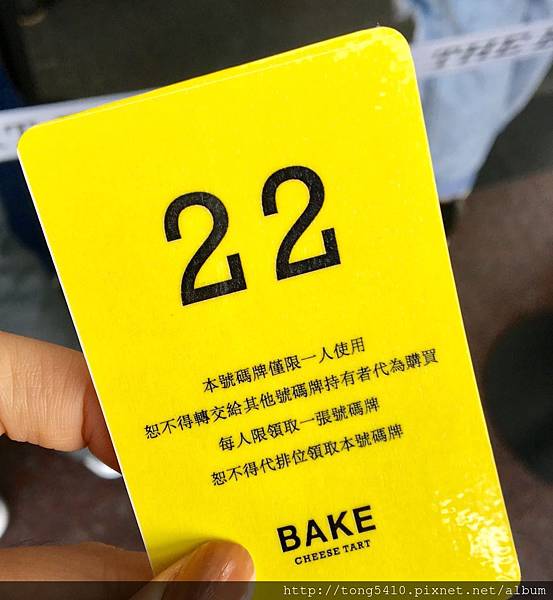 22
本號碼牌僅限一人使用
恕不得轉交給其他號碼牌持有者代為購買
每人限領取一張號碼牌
恕不得代排位領取本號碼牌
BAKE
CHEESE TART
http://tong5410.pixnet.net/album